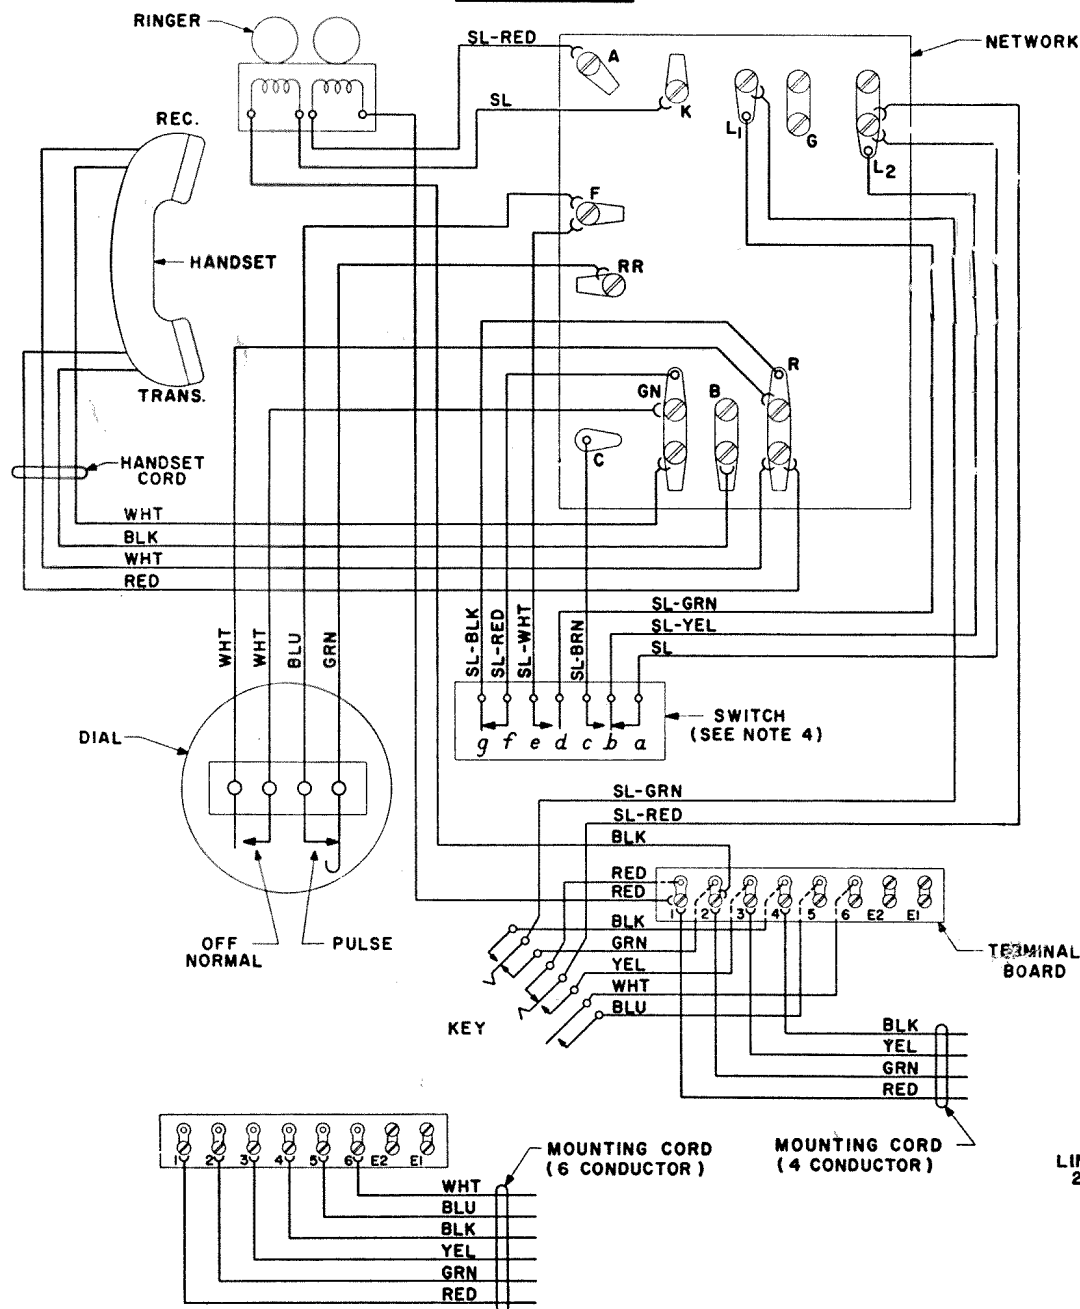 RINGER
SL-RED
A
NETWORK
K
SL
L1
G
L2
REC.
F
HANDSET
RR
R
GN
B
TRANS.
C
HANDSET
CORD
WHT
BLK
WHT
RED
WHT
WHT
BLU
GRN
SL-BLK
SL-RED
SL-WHT
SL-BRN
SL-GRN
SL-YEL
SL
DIAL
SWITCH
(SEE NOTE 4)
g f e d c b a
SL-GRN
SL-RED
BLK
RED
RED
1 2 3 4 5 6 E2 E1
BLK
GRN
YEL
WHT
BLU
OFF
NORMAL
PULSE
TERMINAL
BOARD
KEY
BLK
YEL
GRN
RED
MOUNTING CORD
(4 CONDUCTOR)
1 2 3 4 5 6 E2 E1
MOUNTING CORD
(6 CONDUCTOR)
WHT
BLU
BLK
YEL
GRN
RED